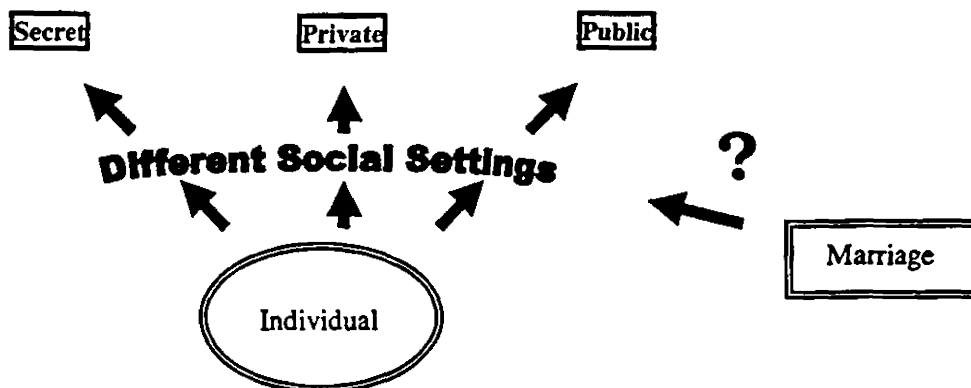 Secret
Private
Public
Different Social Settings
?
Marriage
Individual